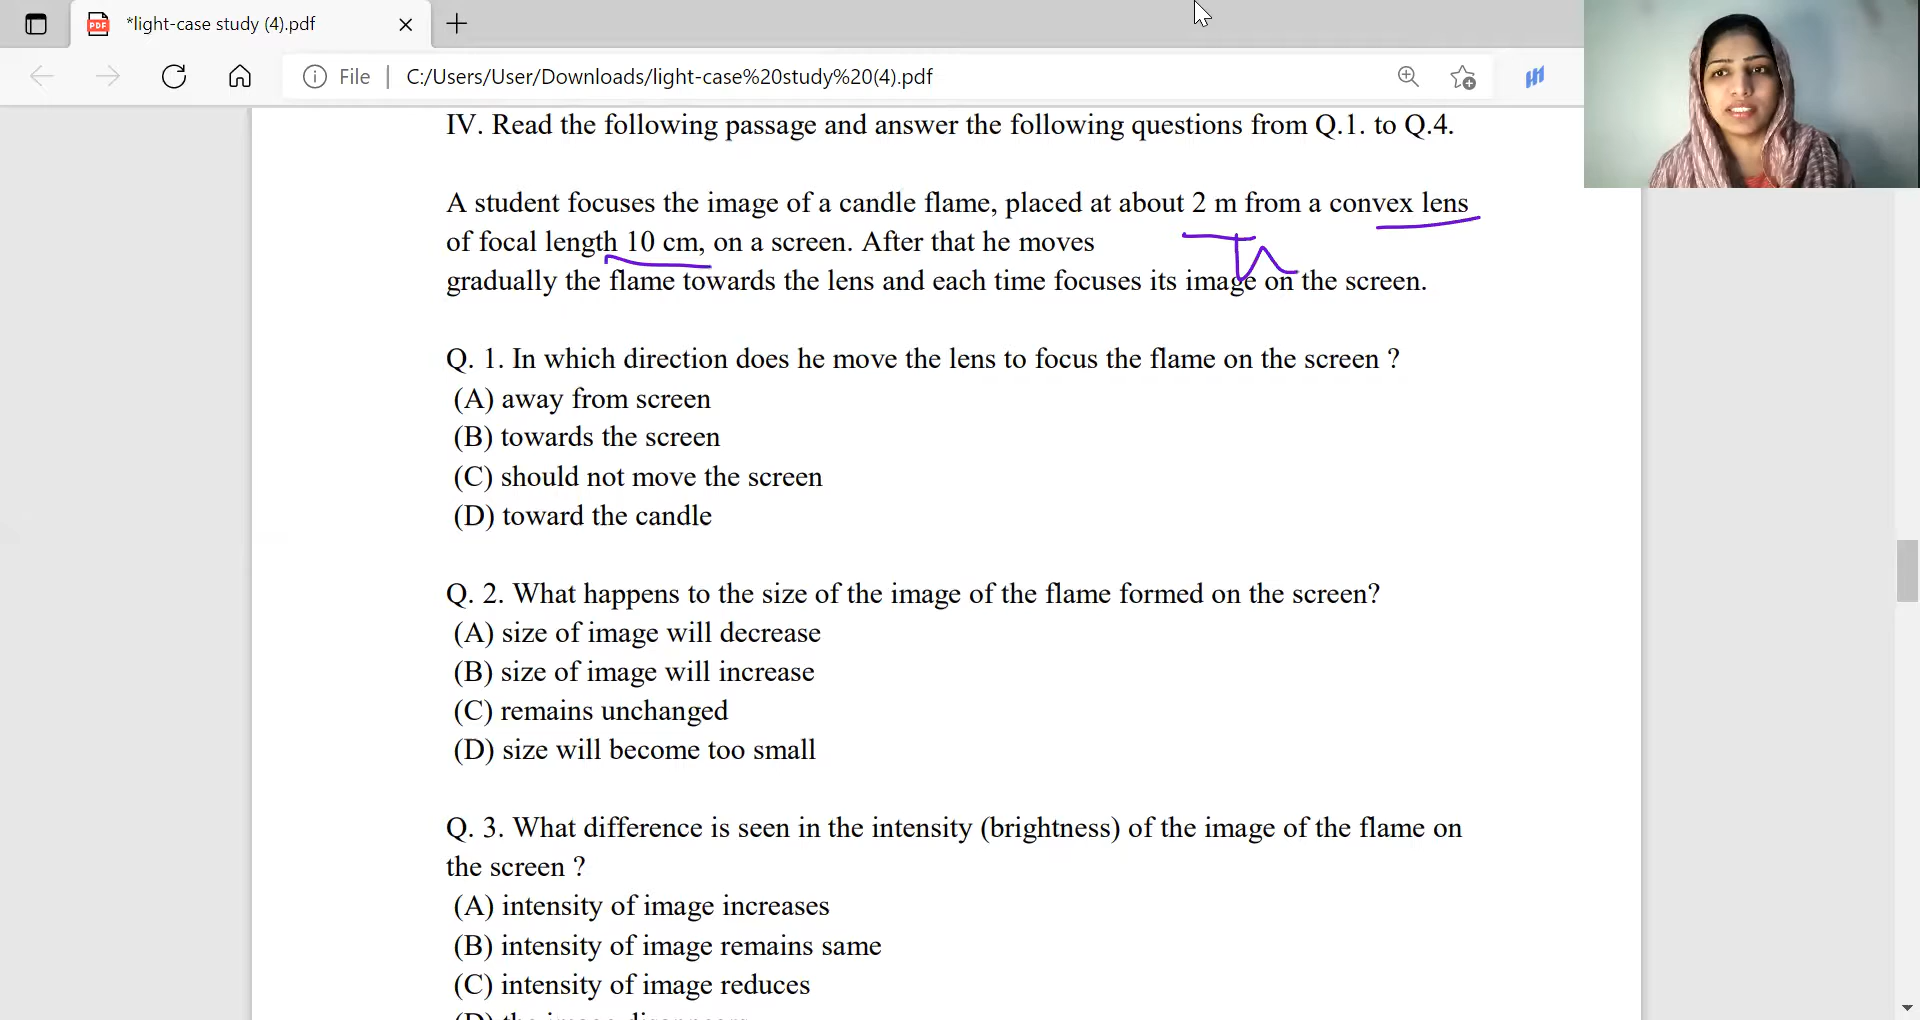 *light-case study (4).pdf
File
C:/Users/User/Downloads/light-case%20study%20(4).pdf
IV. Read the following passage and answer the following questions from Q.1. to Q.4.
A student focuses the image of a candle flame, placed at about 2 m from a convex lens
of focal length 10 cm, on a screen. After that he moves
gradually the flame towards the lens and each time focuses its image on the screen.
Q. 1. In which direction does he move the lens to focus the flame on the screen ?
(A) away from screen
(B) towards the screen
(C) should not move the screen
(D) toward the candle
Q. 2. What happens to the size of the image of the flame formed on the screen?
(A) size of image will decrease
(B) size of image will increase
(C) remains unchanged
(D) size will become too small
Q. 3. What difference is seen in the intensity (brightness) of the image of the flame on
the screen ?
(A) intensity of image increases
(B) intensity of image remains same
(C) intensity of image reduces